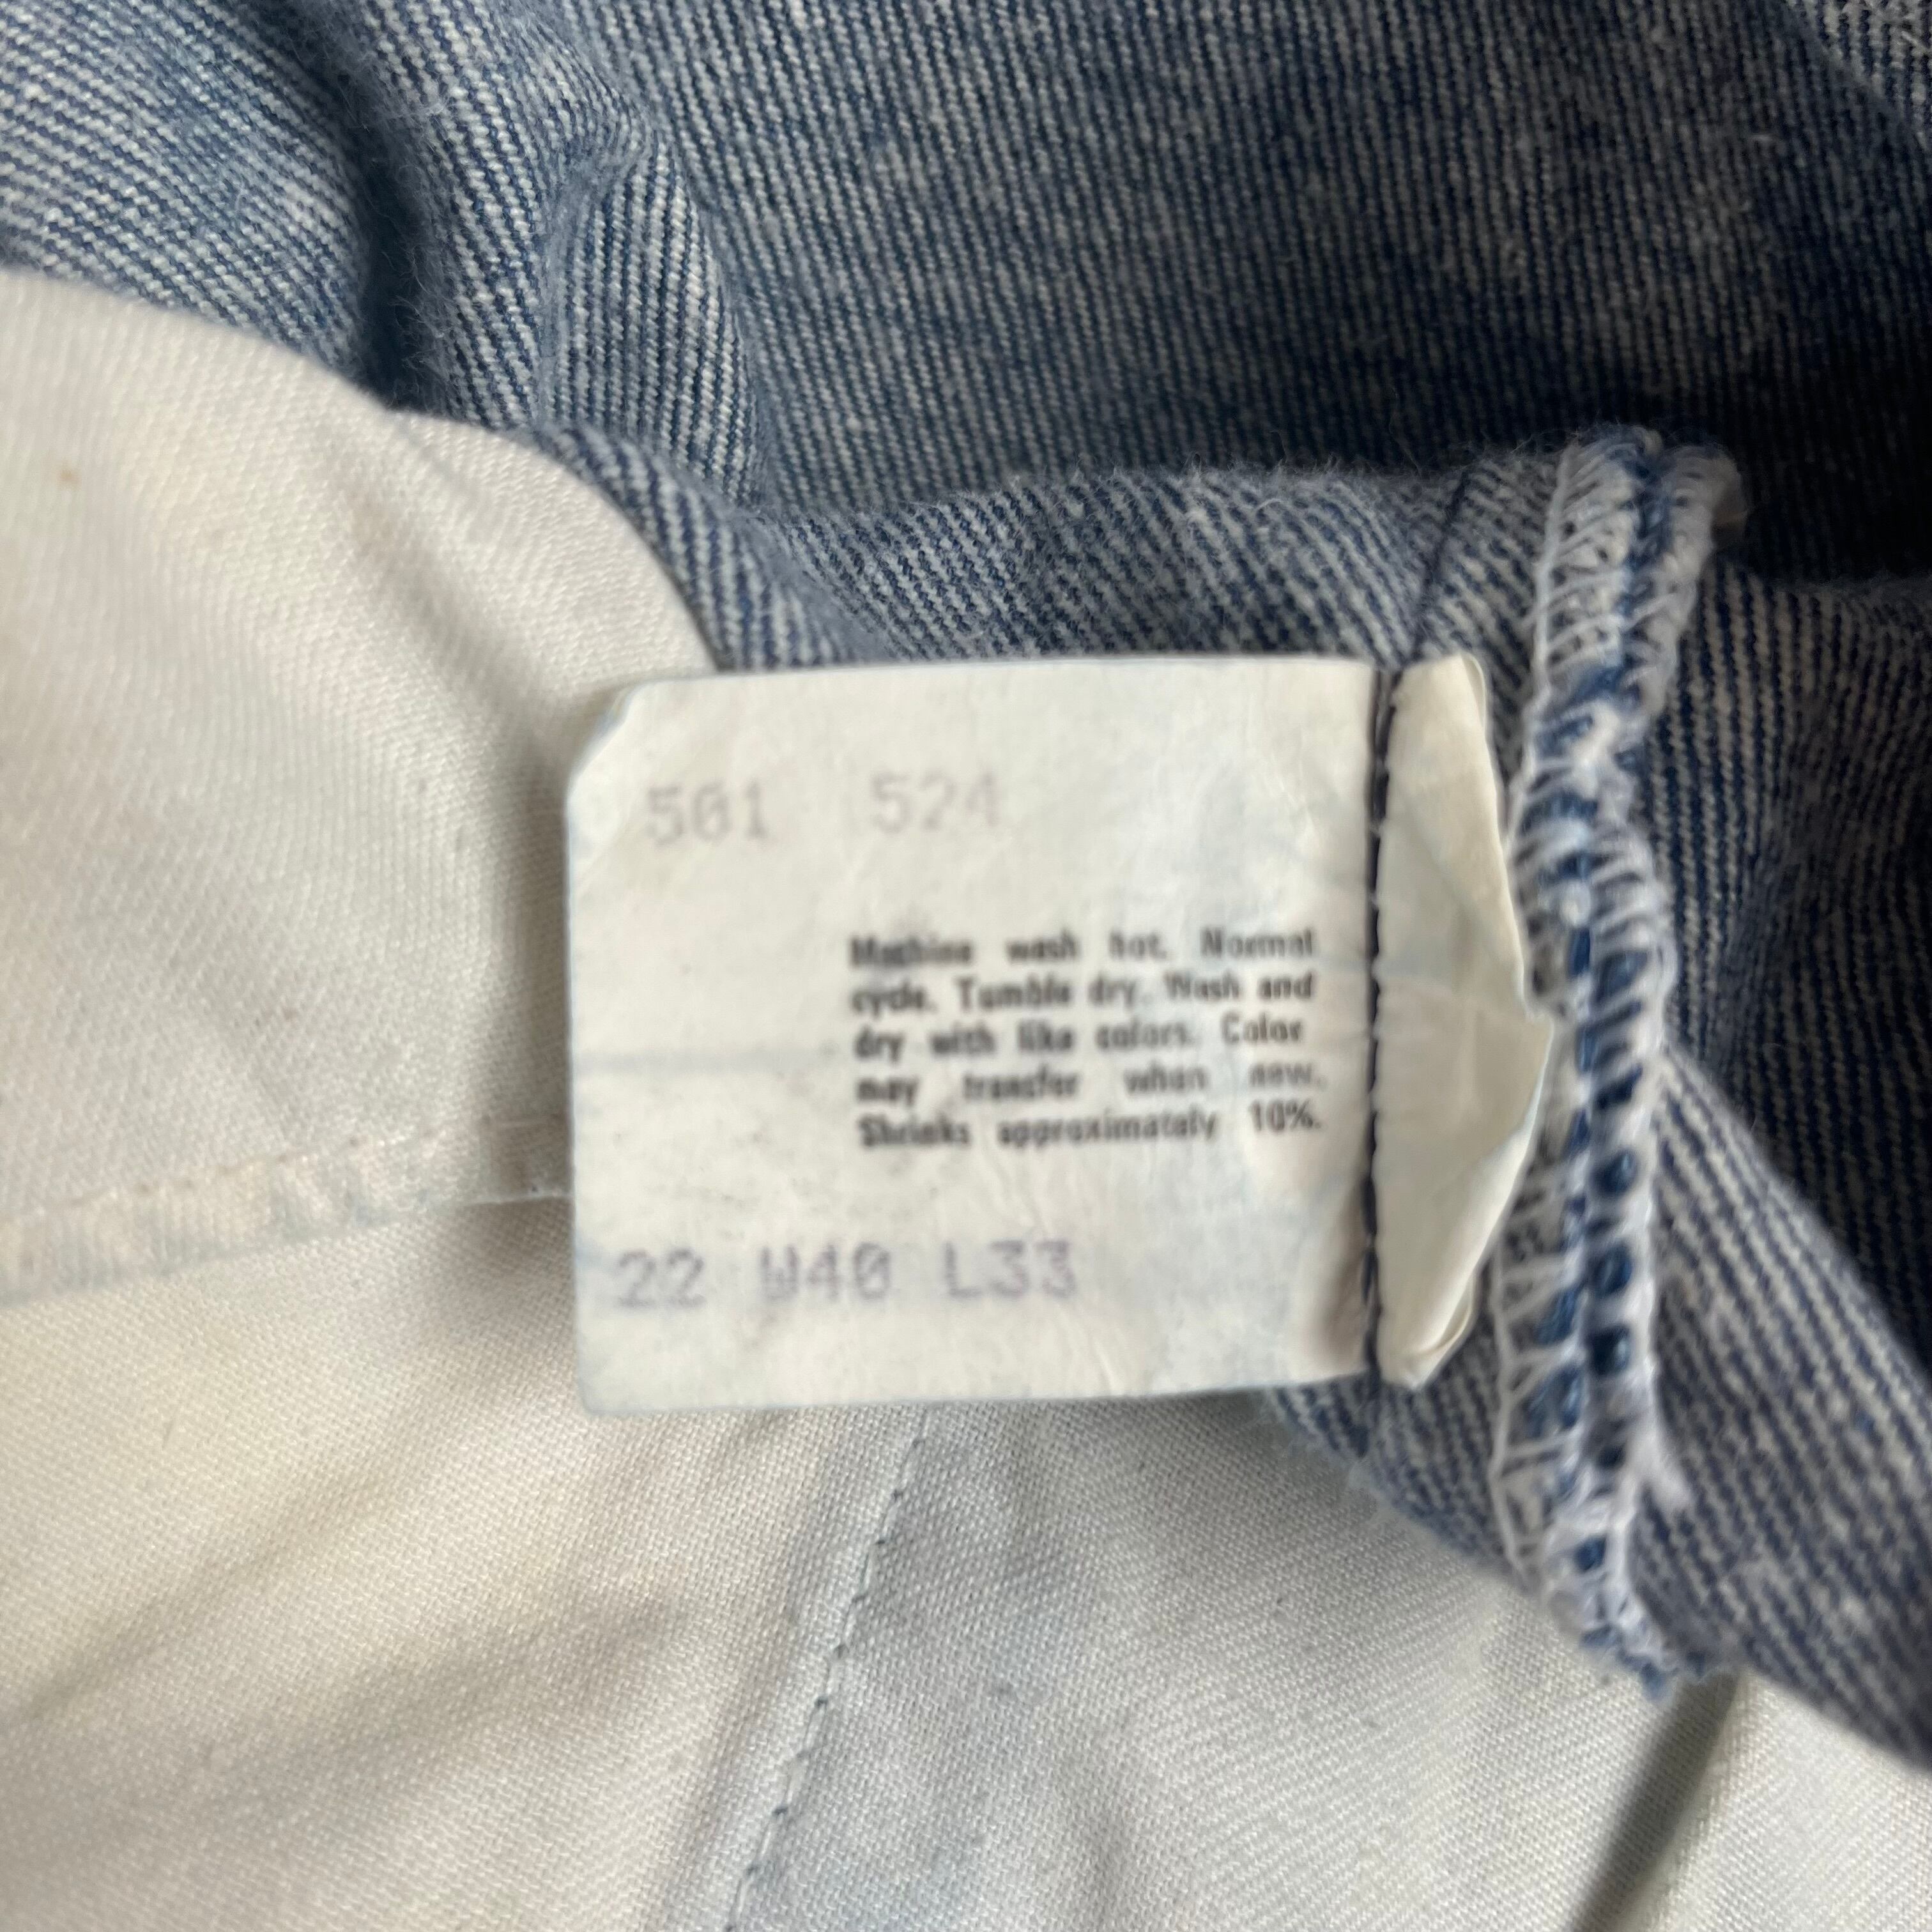 501 524
Machine wash hot. Normal
cycle. Tumble dry. Wash and
dry with like colors. Color
may transfer when new.
Shrinks approximately 10%.
22 W40 L33